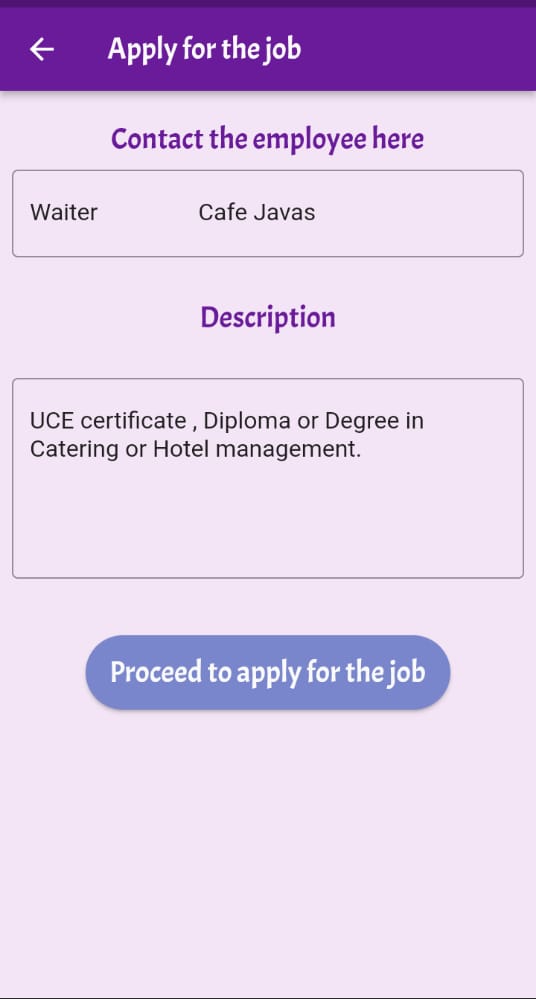 Apply for the job
Contact the employee here
Waiter Cafe Javas
Description
UCE certificate , Diploma or Degree in
Catering or Hotel management.
Proceed to apply for the job